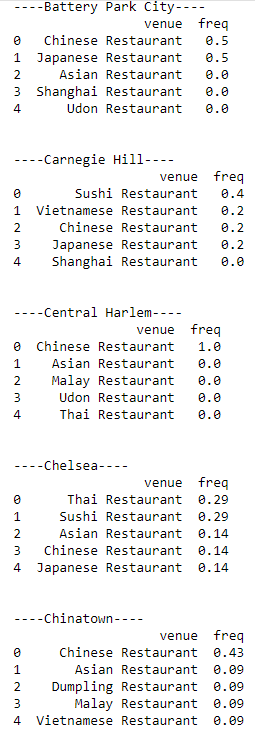 ----Battery Park City----
venue freq
0 Chinese Restaurant 0.5
1 Japanese Restaurant 0.5
2 Asian Restaurant 0.0
3 Shanghai Restaurant 0.0
4 Udon Restaurant 0.0
----Carnegie Hill----
venue freq
0 Sushi Restaurant 0.4
1 Vietnamese Restaurant 0.2
2 Chinese Restaurant 0.2
3 Japanese Restaurant 0.2
4 Shanghai Restaurant 0.0
----Central Harlem----
venue freq
0 Chinese Restaurant 1.0
1 Asian Restaurant 0.0
2 Malay Restaurant 0.0
3 Udon Restaurant 0.0
4 Thai Restaurant 0.0
----Chelsea----
venue freq
0 Thai Restaurant 0.29
1 Sushi Restaurant 0.29
2 Asian Restaurant 0.14
3 Chinese Restaurant 0.14
4 Japanese Restaurant 0.14
----Chinatown----
venue freq
0 Chinese Restaurant 0.43
1 Asian Restaurant 0.09
2 Dumpling Restaurant 0.09
3 Malay Restaurant 0.09
4 Vietnamese Restaurant 0.09